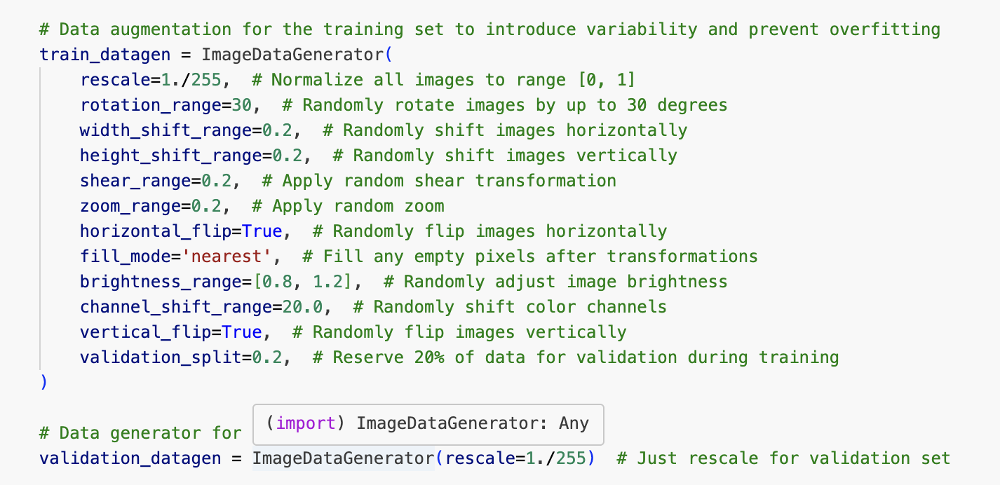 # Data augmentation for the training set to introduce variability and prevent overfitting
train_datagen = ImageDataGenerator(
    rescale=1./255,  # Normalize all images to range [0, 1]
    rotation_range=30,  # Randomly rotate images by up to 30 degrees
    width_shift_range=0.2,  # Randomly shift images horizontally
    height_shift_range=0.2,  # Randomly shift images vertically
    shear_range=0.2,  # Apply random shear transformation
    zoom_range=0.2,  # Apply random zoom
    horizontal_flip=True,  # Randomly flip images horizontally
    fill_mode='nearest',  # Fill any empty pixels after transformations
    brightness_range=[0.8, 1.2],  # Randomly adjust image brightness
    channel_shift_range=20.0,  # Randomly shift color channels
    vertical_flip=True,  # Randomly flip images vertically
    validation_split=0.2,  # Reserve 20% of data for validation during training
)
(import) ImageDataGenerator: Any
# Data generator for
validation_datagen = ImageDataGenerator(rescale=1./255)  # Just rescale for validation set